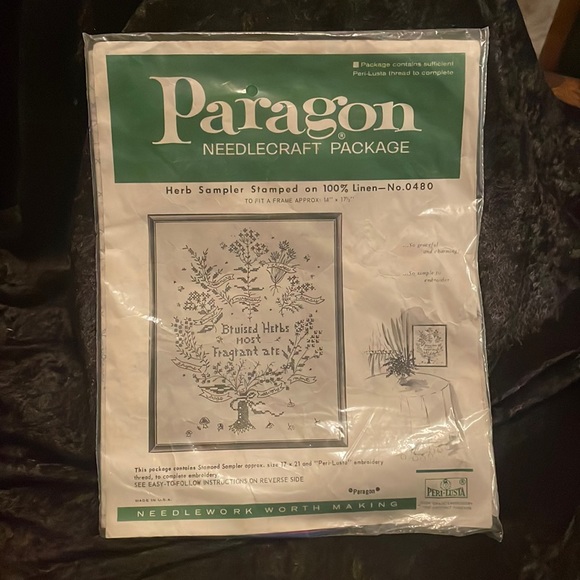 Package contains sufficient
Peri-Lusta thread to complete
Paragon®
NEEDLECRAFT PACKAGE
Herb Sampler Stamped on 100% Linen—No.0480
TO FIT A FRAME APPROX: 14" x 17½"
...So graceful
and charming
...So simple to
embroider
Bruised Herbs
Most
Fragrant are
This package contains Stamped Sampler approx. size 17 x 21 and "Peri-Lusta" embroidery
thread, to complete embroidery.
SEE EASY-TO-FOLLOW INSTRUCTIONS ON REVERSE SIDE
MADE IN U.S.A.
"Paragon"
PERI-LUSTA
NEEDLEWORK WORTH MAKING